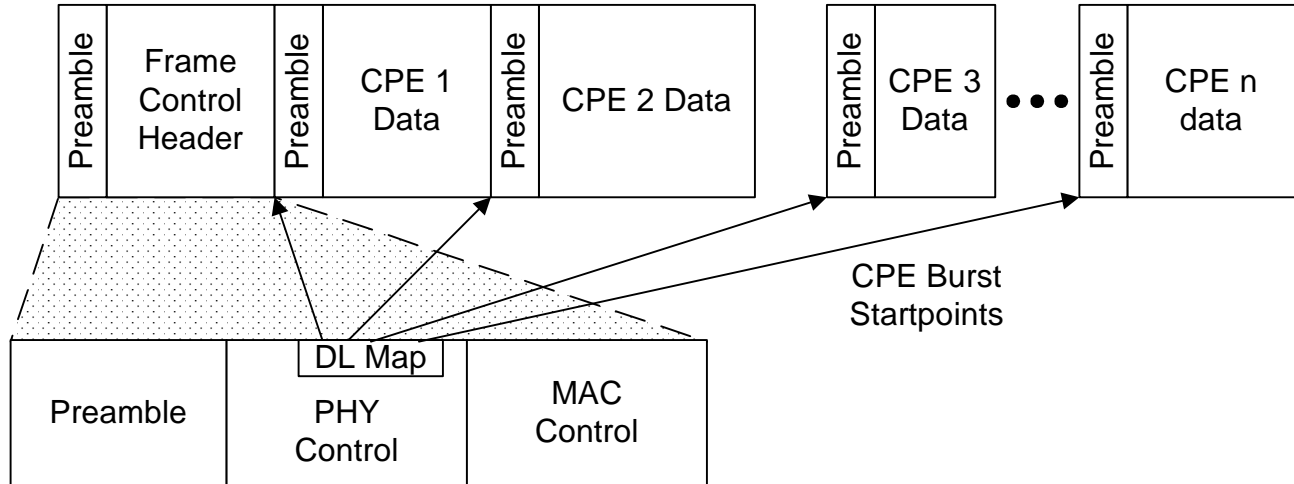 Preamble
Frame
Control
Header
Preamble
CPE 1
Data
Preamble
CPE 2 Data
Preamble
CPE 3
Data
Preamble
CPE n
data
CPE Burst
Startpoints
Preamble
DL Map
PHY
Control
MAC
Control